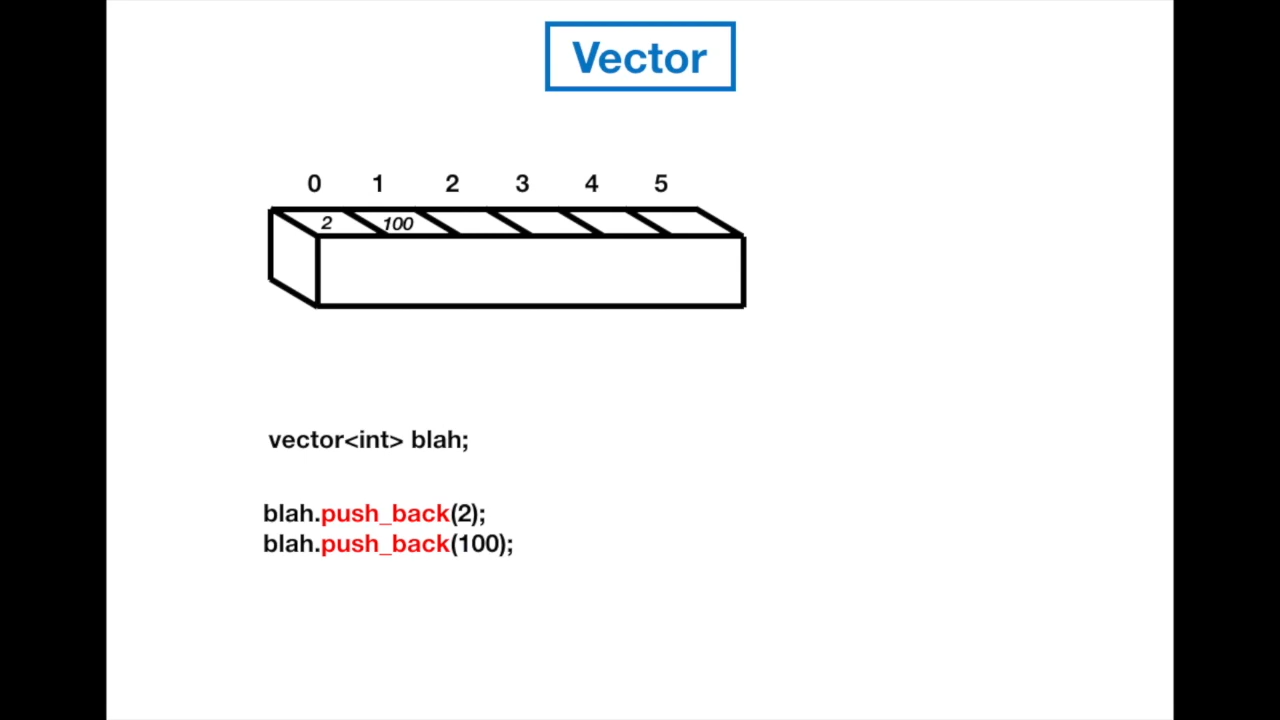 Vector
0 1 2 3 4 5
2 100
vector<int> blah;
blah.push_back(2);
blah.push_back(100);